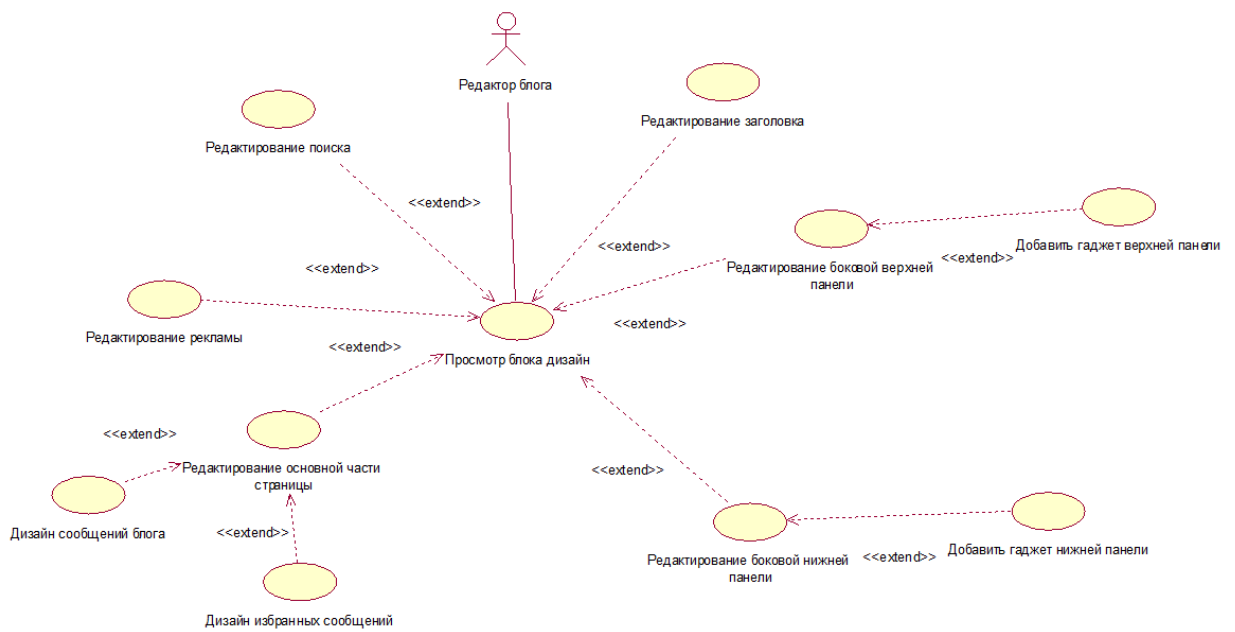 Редактор блога
Редактирование заголовка
Редактирование поиска
<<extend>>
<<extend>>
Добавить гаджет верхней панели
<<extend>>
Редактирование боковой верхней
панели
<<extend>>
<<extend>>
Редактирование рекламы
<<extend>>
Просмотр блока дизайн
<<extend>>
Редактирование основной части
страницы
<<extend>>
Дизайн сообщений блога
<<extend>>
Добавить гаджет нижней панели
<<extend>>
Редактирование боковой нижней
панели
<<extend>>
Дизайн избранных сообщений